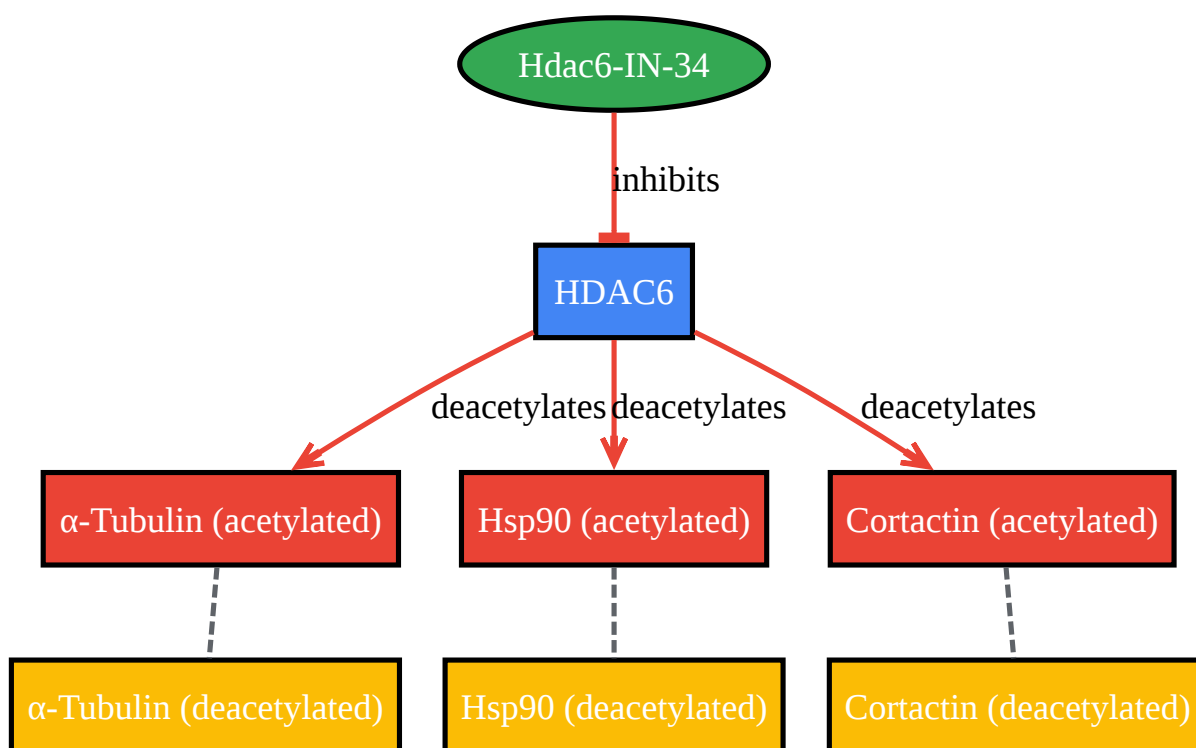 Hdac6-IN-34
inhibits
HDAC6
deacetylates
deacetylates
deacetylates
α-Tubulin (acetylated)
Hsp90 (acetylated)
Cortactin (acetylated)
α-Tubulin (deacetylated)
Hsp90 (deacetylated)
Cortactin (deacetylated)